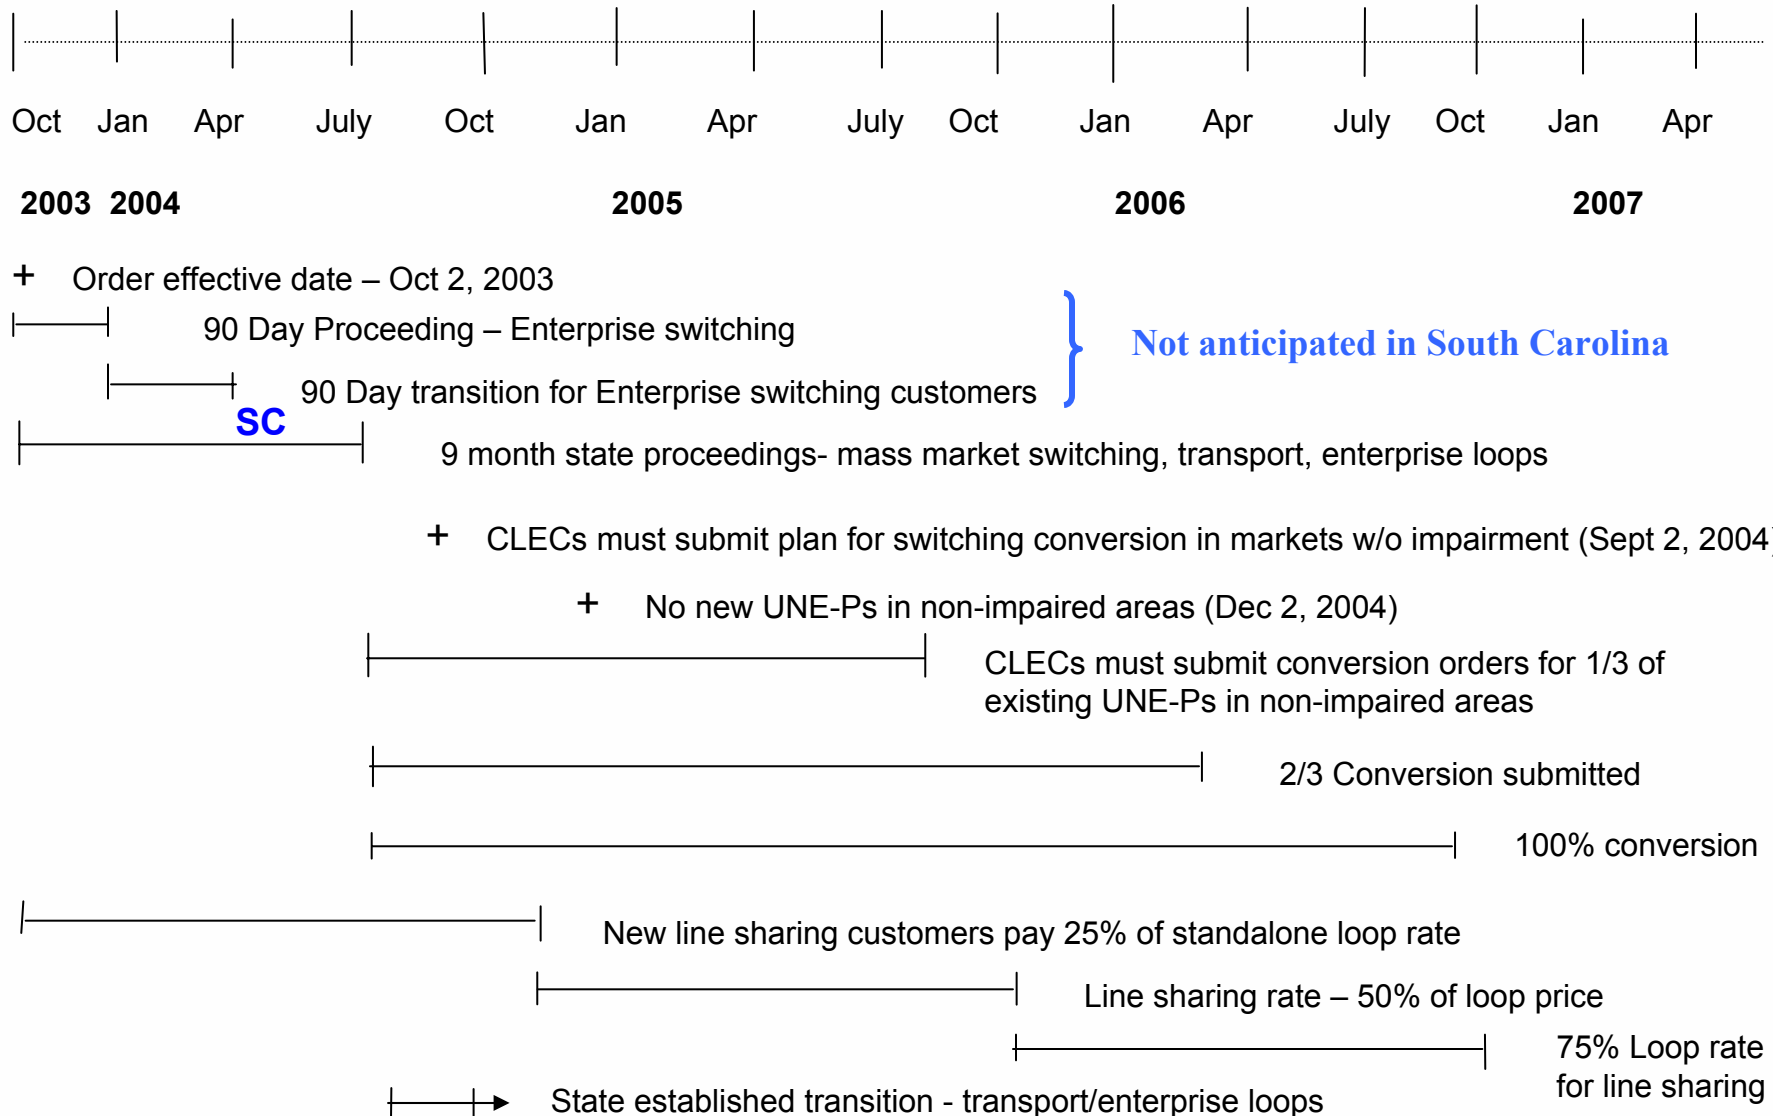 Oct Jan Apr July Oct Jan Apr July Oct Jan Apr July Oct Jan Apr
2003 2004 2005 2006 2007
+ Order effective date – Oct 2, 2003
90 Day Proceeding – Enterprise switching
Not anticipated in South Carolina
90 Day transition for Enterprise switching customers
SC
9 month state proceedings- mass market switching, transport, enterprise loops
+ CLECs must submit plan for switching conversion in markets w/o impairment (Sept 2, 2004)
+ No new UNE-Ps in non-impaired areas (Dec 2, 2004)
CLECs must submit conversion orders for 1/3 of
existing UNE-Ps in non-impaired areas
2/3 Conversion submitted
100% conversion
New line sharing customers pay 25% of standalone loop rate
Line sharing rate – 50% of loop price
75% Loop rate
for line sharing
State established transition - transport/enterprise loops